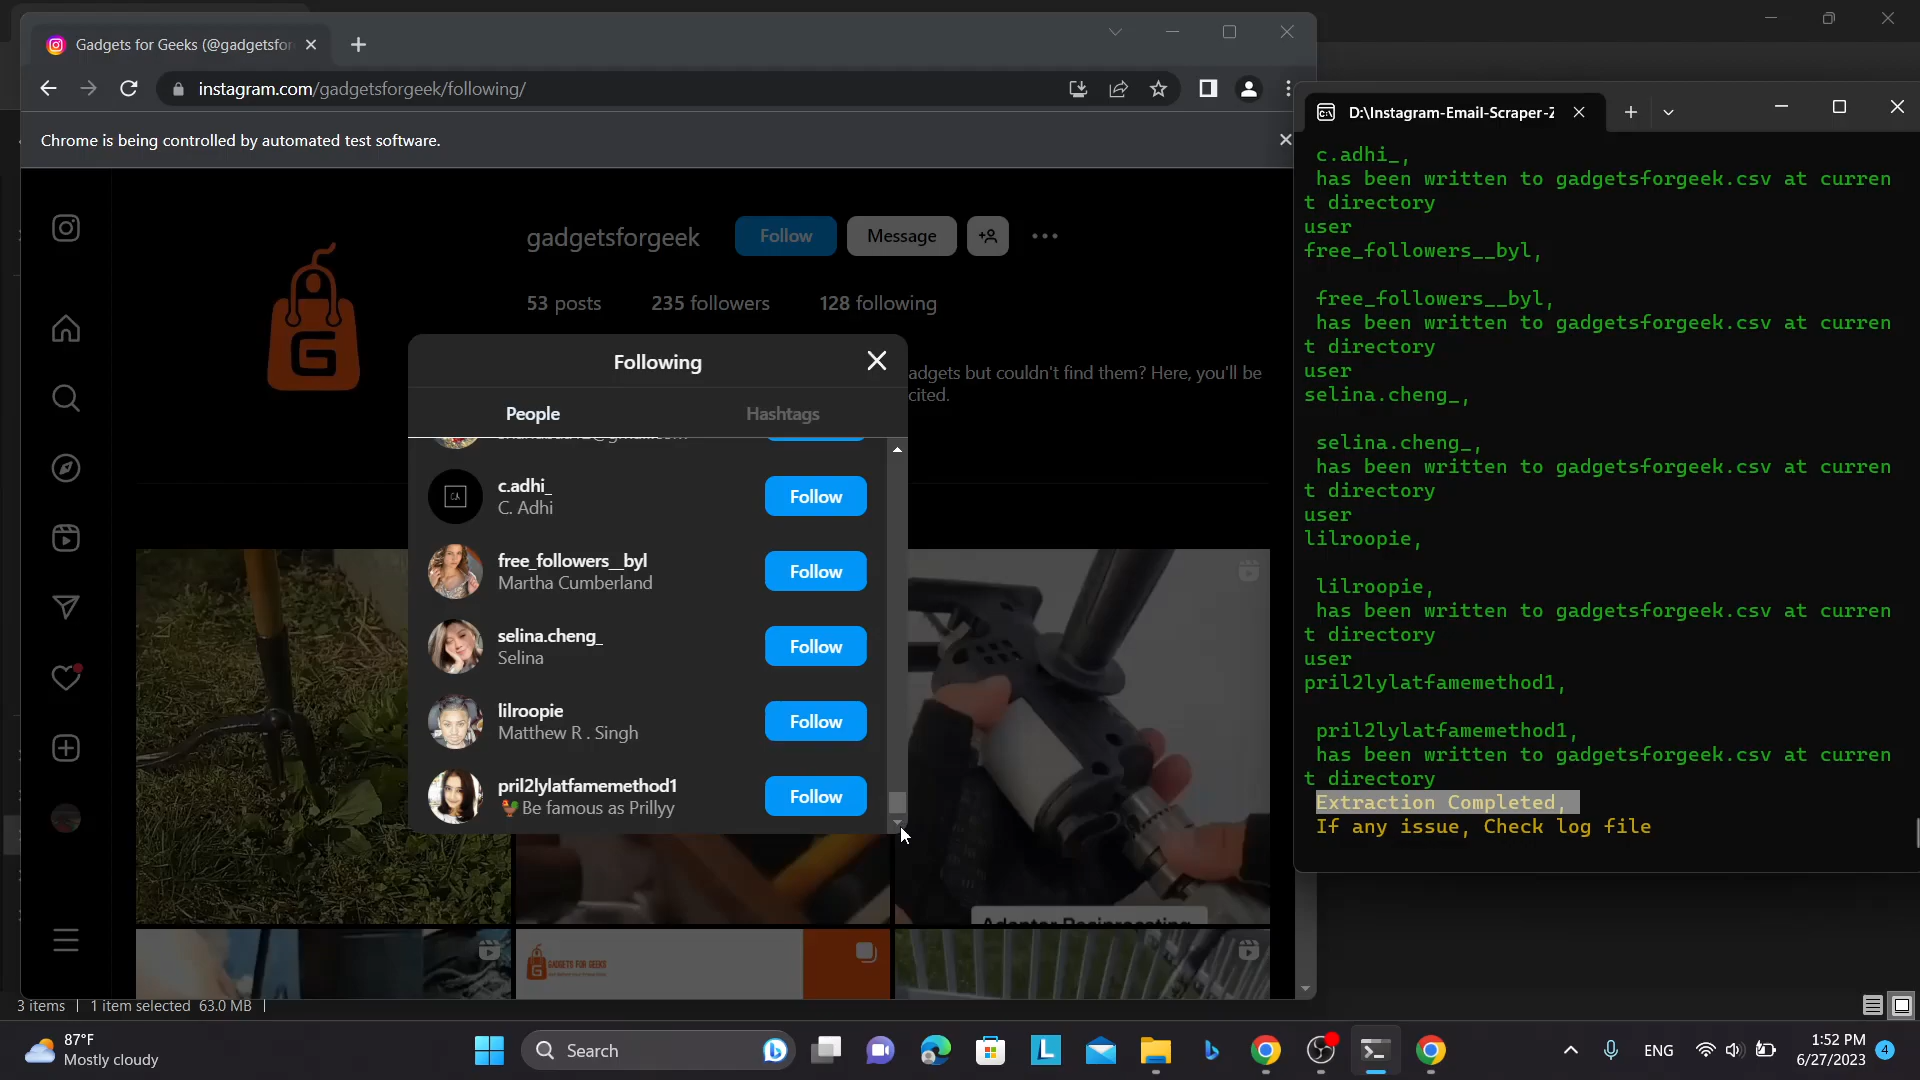 Gadgets for Geeks (@gadgetsfor
instagram.com/gadgetsforgeek/following/
Chrome is being controlled by automated test software.
gadgetsforgeek
Follow
Message
53 posts
235 followers
128 following
adgets but couldn't find them? Here, you'll be
cited.
Following
People
Hashtags
c.adhi_
C. Adhi
Follow
free_followers__byl
Martha Cumberland
Follow
selina.cheng_
Selina
Follow
lilroopie
Matthew R . Singh
Follow
pril2lylatfamemethod1
Be famous as Prillyy
Follow
G
GADGETS FOR GEEKS
D:\Instagram-Email-Scraper-Z
c.adhi_,
has been written to gadgetsforgeek.csv at curren
t directory
user
free_followers__byl,
free_followers__byl,
has been written to gadgetsforgeek.csv at curren
t directory
user
selina.cheng_,
selina.cheng_,
has been written to gadgetsforgeek.csv at curren
t directory
user
lilroopie,
lilroopie,
has been written to gadgetsforgeek.csv at curren
t directory
user
pril2lylatfamemethod1,
pril2lylatfamemethod1,
has been written to gadgetsforgeek.csv at curren
t directory
Extraction Completed,
If any issue, Check log file
3 items
1 item selected 63.0 MB
87°F
Mostly cloudy
Search
L
ENG
1:52 PM
6/27/2023
4